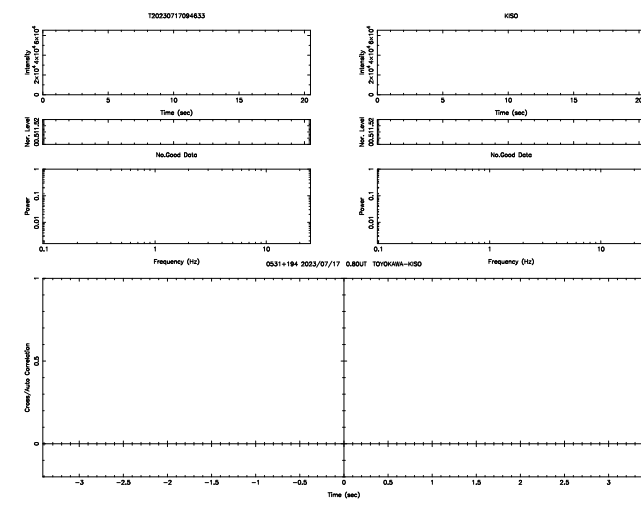 T20230717094633
KISO
Intensity
0 2×10⁴ 4×10⁴ 6×10⁴
0 5 10 15 20
Time (sec)
Intensity
0 2×10⁴ 4×10⁴ 6×10⁴
0 5 10 15 20
Time (sec)
Nor. Level
00.511.52
Nor. Level
00.511.52
No.Good Data
No.Good Data
Power
1
0.1
0.01
0.1 1 10
Frequency (Hz)
Power
1
0.1
0.01
0.1 1 10
Frequency (Hz)
0531+194 2023/07/17 0.80UT TOYOKAWA-KISO
Cross/Auto Correlation
1
0.5
0
-3 -2.5 -2 -1.5 -1 -0.5 0 0.5 1 1.5 2 2.5 3
Time (sec)